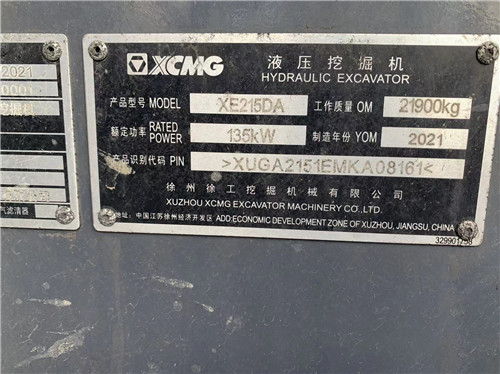 2021
XCMG
液压挖掘机
HYDRAULIC EXCAVATOR
产品型号 MODEL XE215DA 工作质量 OM 21900kg
额定功率 RATED POWER 135kW 制造年份 YOM 2021
产品识别代码 PIN >XUGA2151EMKA08161<
徐州徐工挖掘机械有限公司
XUZHOU XCMG EXCAVATOR MACHINERY CO.,LTD.
地址:中国江苏徐州经济开发区 ADD:ECONOMIC DEVELOPMENT ZONE OF XUZHOU, JIANGSU, CHINA
气滤清器